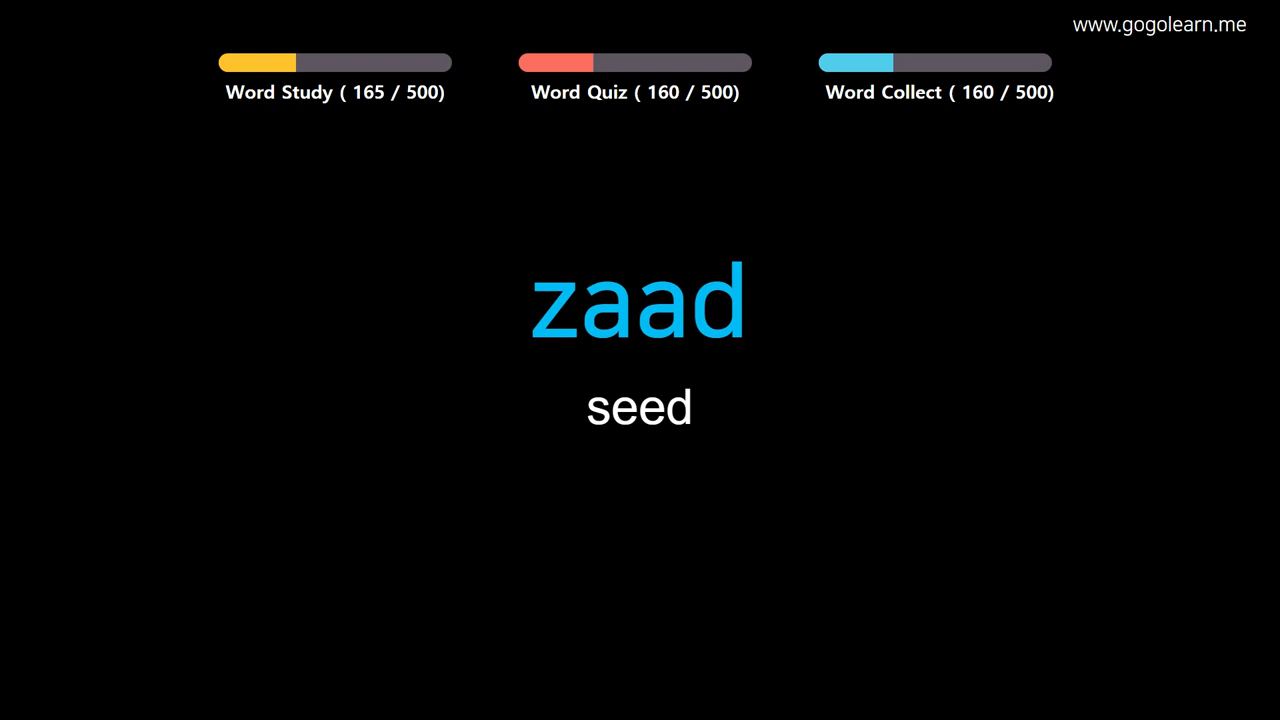 www.gogolearn.me
Word Study ( 165 / 500)
Word Quiz ( 160 / 500)
Word Collect ( 160 / 500)
zaad
seed